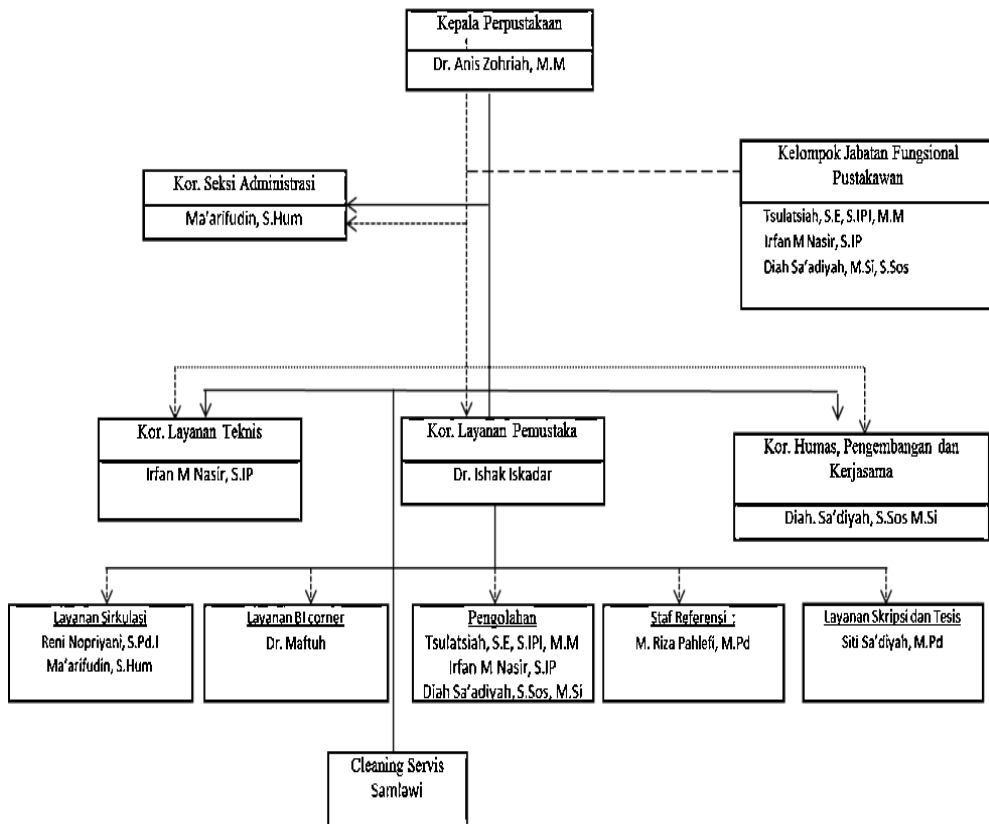 Kepala Perpustakaan
Dr. Anis Zohriah, M.M
Kelompok Jabatan Fungsional
Pustakawan
Tsulatsiah, S.E, S.IPI, M.M
Irfan M Nasir, S.IP
Diah Sa'adiyah, M.Si, S.Sos
Kor. Seksi Administrasi
Ma'arifudin, S.Hum
Kor. Layanan Teknis
Irfan M Nasir, S.IP
Kor. Layanan Pemustaka
Dr. Ishak Iskadar
Kor. Humas, Pengembangan dan
Kerjasama
Diah. Sa'diyah, S.Sos M.Si
Layanan Sirkulasi
Reni Nopriyani, S.Pd.I
Ma'arifudin, S.Hum
Layanan BI corner
Dr. Maftuh
Pengolahan
Tsulatsiah, S.E, S.IPI, M.M
Irfan M Nasir, S.IP
Diah Sa'adiyah, S.Sos, M.Si
Staf Referensi :
M. Riza Pahlefi, M.Pd
Layanan Skripsi dan Tesis
Siti Sa'diyah, M.Pd
Cleaning Servis
Samlawi